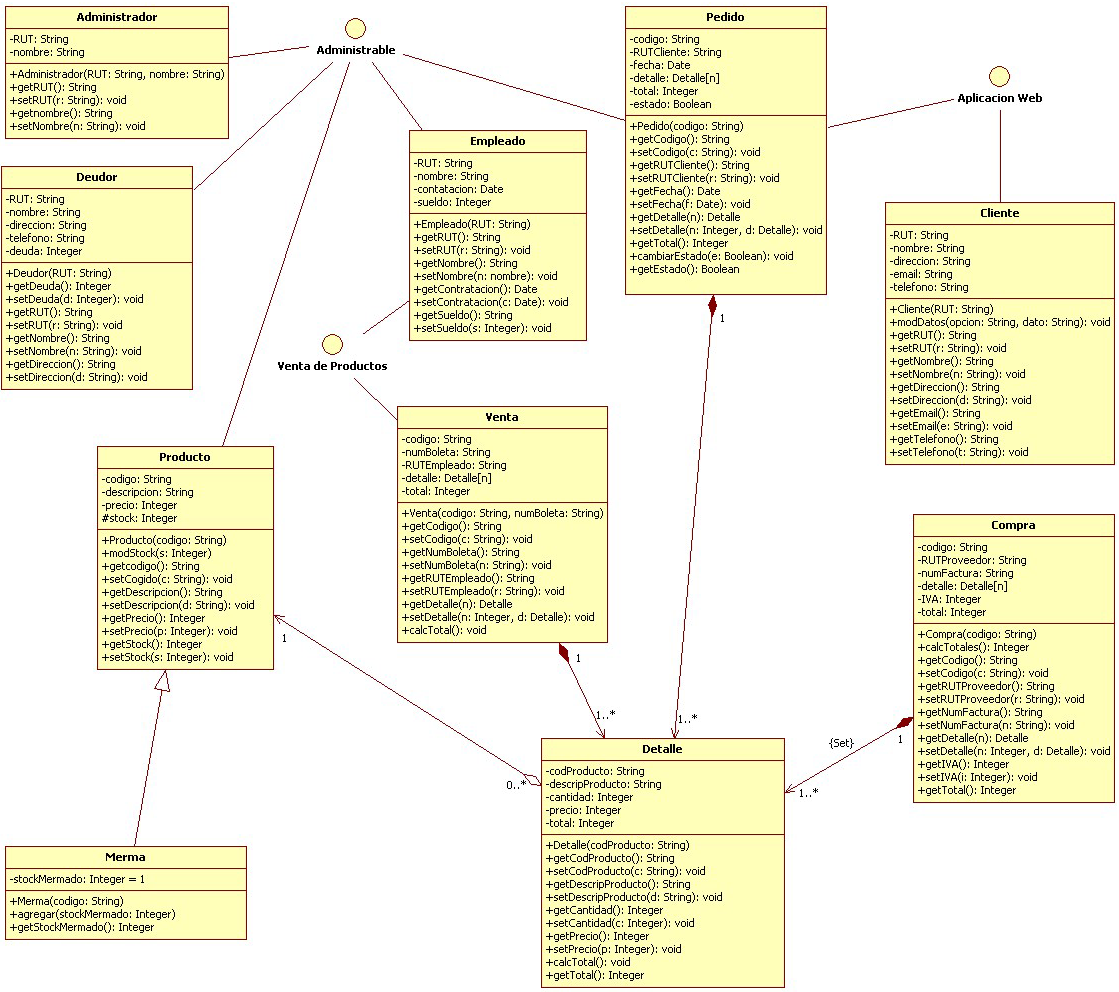 Administrador
-RUT: String
-nombre: String
+Administrador(RUT: String, nombre: String)
+getRUT(): String
+setRUT(r: String): void
+getnombre(): String
+setNombre(n: String): void
Administrable
Pedido
-codigo: String
-RUTCliente: String
-fecha: Date
-detalle: Detalle[n]
-total: Integer
-estado: Boolean
+Pedido(codigo: String)
+getCodigo(): String
+setCodigo(c: String): void
+getRUTCliente(): String
+setRUTCliente(r: String): void
+getFecha(): Date
+setFecha(f: Date): void
+getDetalle(n): Detalle
+setDetalle(n: Integer, d: Detalle): void
+getTotal(): Integer
+cambiarEstado(e: Boolean): void
+getEstado(): Boolean
1
Aplicacion Web
Empleado
-RUT: String
-nombre: String
-contatacion: Date
-sueldo: Integer
+Empleado(RUT: String)
+getRUT(): String
+setRUT(r: String): void
+getNombre(): String
+setNombre(n: nombre): void
+getContratacion(): Date
+setContratacion(c: Date): void
+getSueldo(): String
+setSueldo(s: Integer): void
Deudor
-RUT: String
-nombre: String
-direccion: String
-telefono: String
-deuda: Integer
+Deudor(RUT: String)
+getDeuda(): Integer
+setDeuda(d: Integer): void
+getRUT(): String
+setRUT(r: String): void
+getNombre(): String
+setNombre(n: String): void
+getDireccion(): String
+setDireccion(d: String): void
Cliente
-RUT: String
-nombre: String
-direccion: String
-email: String
-telefono: String
+Cliente(RUT: String)
+modDatos(opcion: String, dato: String): void
+getRUT(): String
+setRUT(r: String): void
+getNombre(): String
+setNombre(n: String): void
+getDireccion(): String
+setDireccion(d: String): void
+getEmail(): String
+setEmail(e: String): void
+getTelefono(): String
+setTelefono(t: String): void
Venta de Productos
Venta
-codigo: String
-numBoleta: String
-RUTEmpleado: String
-detalle: Detalle[n]
-total: Integer
+Venta(codigo: String, numBoleta: String)
+getCodigo(): String
+setCodigo(c: String): void
+getNumBoleta(): String
+setNumBoleta(n: String): void
+getRUTEmpleado(): String
+setRUTEmpleado(r: String): void
+getDetalle(n): Detalle
+setDetalle(n: Integer, d: Detalle): void
+calcTotal(): void
1
1..*
1..*
Producto
-codigo: String
-descripcion: String
-precio: Integer
#stock: Integer
+Producto(codigo: String)
+modStock(s: Integer)
+getcodigo(): String
+setCogido(c: String): void
+getDescripcion(): String
+setDescripcion(d: String): void
+getPrecio(): Integer
+setPrecio(p: Integer): void
+getStock(): Integer
+setStock(s: Integer): void
1
0..*
Compra
-codigo: String
-RUTProveedor: String
-numFactura: String
-detalle: Detalle[n]
-IVA: Integer
-total: Integer
+Compra(codigo: String)
+calcTotales(): Integer
+getCodigo(): String
+setCodigo(c: String): void
+getRUTProveedor(): String
+setRUTProveedor(r: String): void
+getNumFactura(): String
+setNumFactura(n: String): void
+getDetalle(n): Detalle
+setDetalle(n: Integer, d: Detalle): void
+getIVA(): Integer
+setIVA(i: Integer): void
+getTotal(): Integer
1
{Set}
1..*
Detalle
-codProducto: String
-descripProducto: String
-cantidad: Integer
-precio: Integer
-total: Integer
+Detalle(codProducto: String)
+getCodProducto(): String
+setCodProducto(c: String): void
+getDescripProducto(): String
+setDescripProducto(d: String): void
+getCantidad(): Integer
+setCantidad(c: Integer): void
+getPrecio(): Integer
+setPrecio(p: Integer): void
+calcTotal(): void
+getTotal(): Integer
Merma
-stockMermado: Integer = 1
+Merma(codigo: String)
+agregar(stockMermado: Integer)
+getStockMermado(): Integer